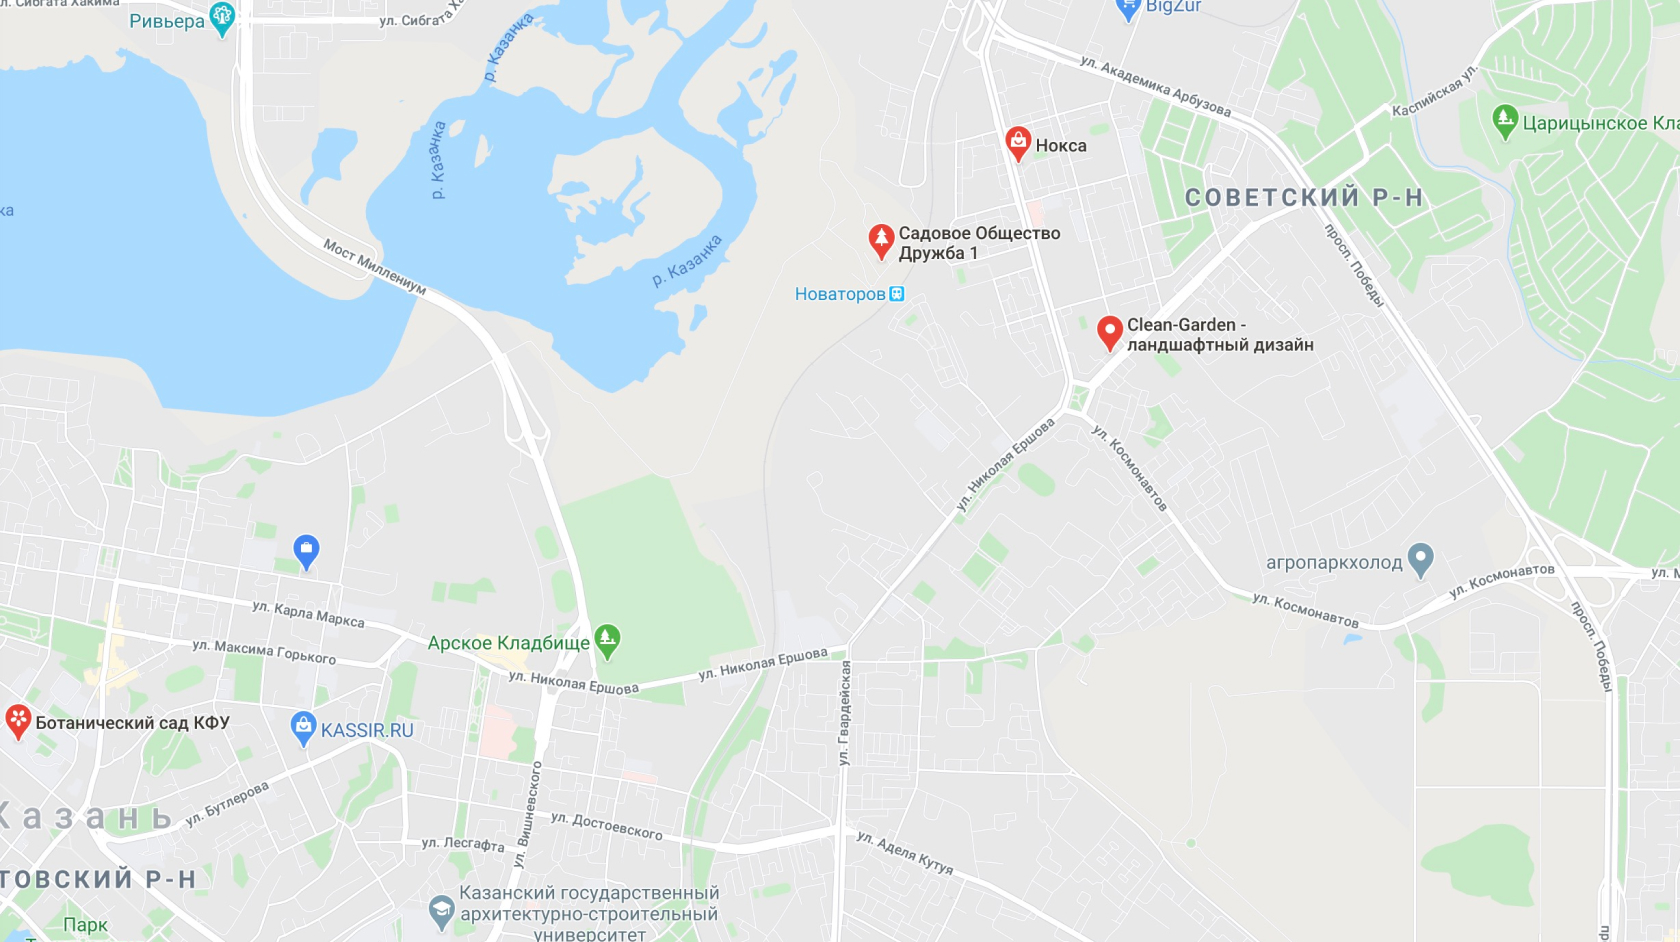 ул. Сибгата Хакима
Ривьера
ул. Сибгата
р. Казанка
BigZur
ул. Академика Арбузова
Каспийская ул.
Царицынское
Нокса
р. Казанка
СОВЕТСКИЙ Р-Н
Садовое Общество
Дружба 1
Мост Миллениум
р. Казанка
просп. Победы
Новаторов
Clean-Garden -
ландшафтный дизайн
ул. Николая Ершова
ул. Космонавтов
агропаркхолод
ул. Космонавтов
ул. Космонавтов
просп. Победы
ул. Карла Маркса
ул. Максима Горького
Арское Кладбище
ул. Николая Ершова
ул. Николая Ершова
ул. Гвардейская
Ботанический сад КФУ
KASSIR.RU
Казань
ул. Бутлерова
ул. Вишневского
ул. Достоевского
ул. Лесгафта
ул. Аделя Кутуя
ТОВСКИЙ Р-Н
Казанский государственный
архитектурно-строительный
университет
Парк